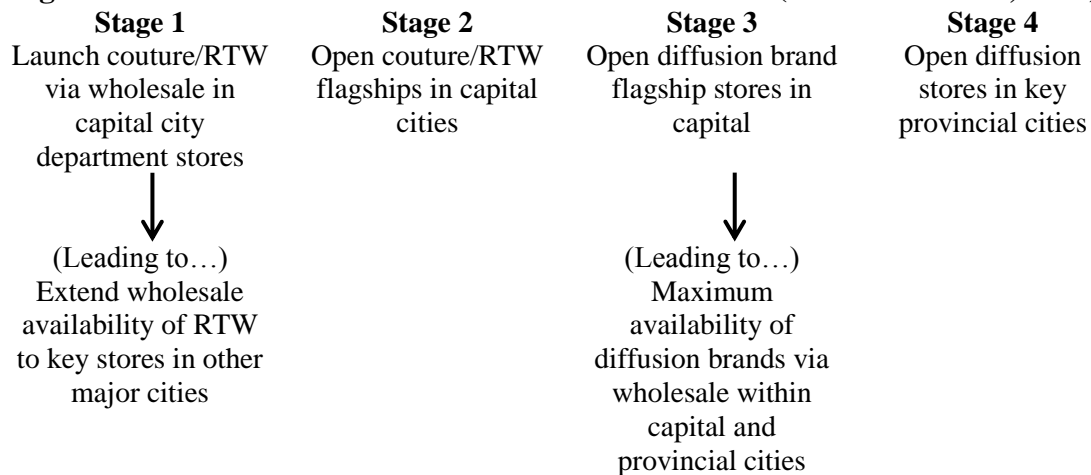 Stage 1
Launch couture/RTW
via wholesale in
capital city
department stores
(Leading to…)
Extend wholesale
availability of RTW
to key stores in other
major cities
Stage 2
Open couture/RTW
flagships in capital
cities
Stage 3
Open diffusion brand
flagship stores in
capital
(Leading to…)
Maximum
availability of
diffusion brands via
wholesale within
capital and
provincial cities
Stage 4
Open diffusion
stores in key
provincial cities